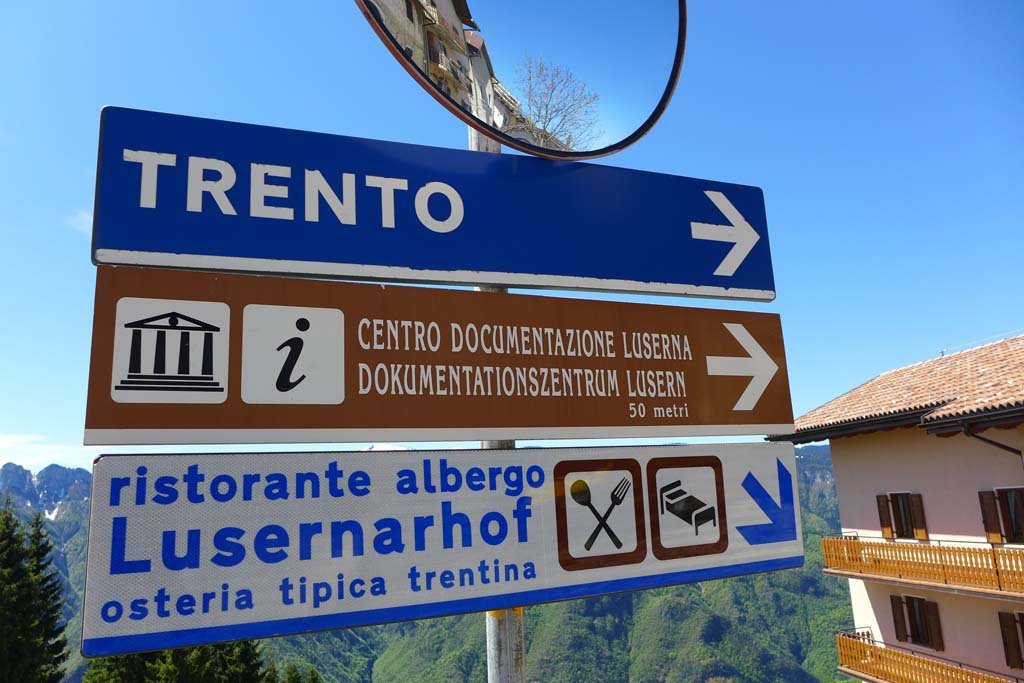 TRENTO
i
CENTRO DOCUMENTAZIONE LUSERNA
DOKUMENTATIONSZENTRUM LUSERN
50 metri
ristorante albergo
Lusernarhof
osteria tipica trentina